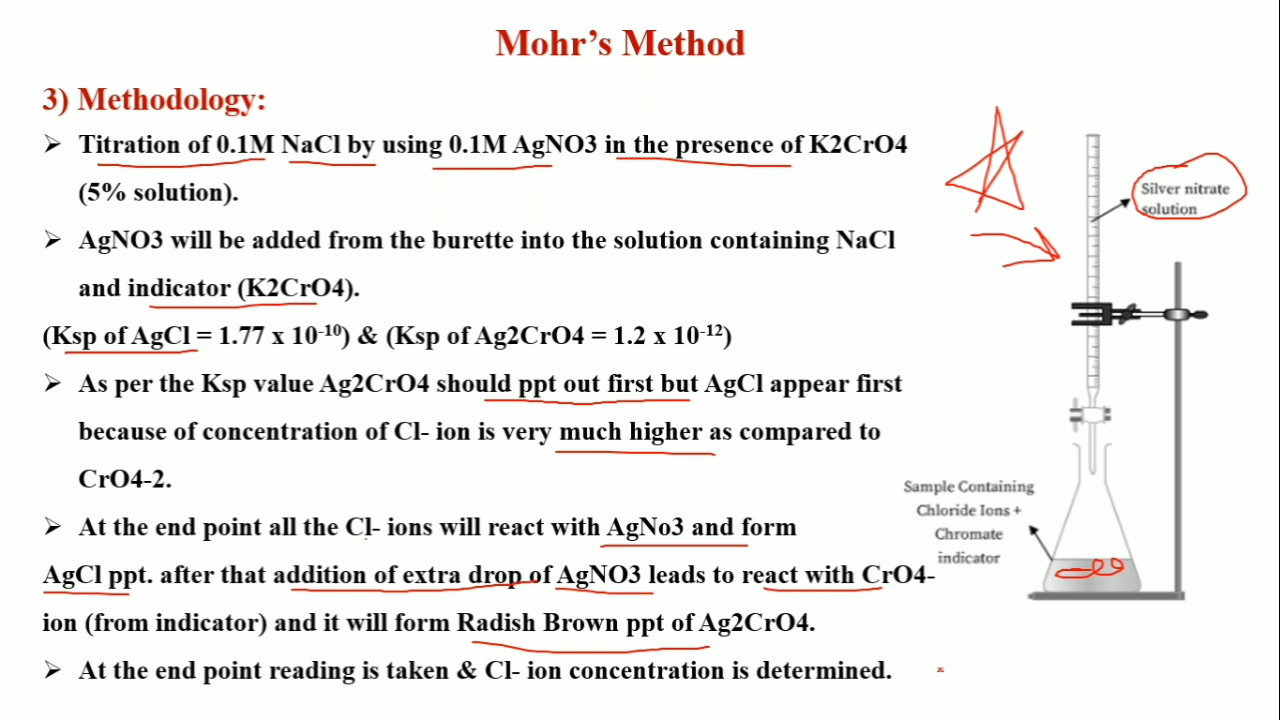 Mohr’s Method
3) Methodology:
➢ Titration of 0.1M NaCl by using 0.1M AgNO3 in the presence of K2CrO4
(5% solution).
➢ AgNO3 will be added from the burette into the solution containing NaCl
and indicator (K2CrO4).
(Ksp of AgCl = 1.77 x 10⁻¹⁰) & (Ksp of Ag2CrO4 = 1.2 x 10⁻¹²)
➢ As per the Ksp value Ag2CrO4 should ppt out first but AgCl appear first
because of concentration of Cl- ion is very much higher as compared to
CrO4-2.
➢ At the end point all the Cl- ions will react with AgNo3 and form
AgCl ppt. after that addition of extra drop of AgNO3 leads to react with CrO4-
ion (from indicator) and it will form Radish Brown ppt of Ag2CrO4.
➢ At the end point reading is taken & Cl- ion concentration is determined.
Silver nitrate
solution
Sample Containing
Chloride Ions +
Chromate
indicator